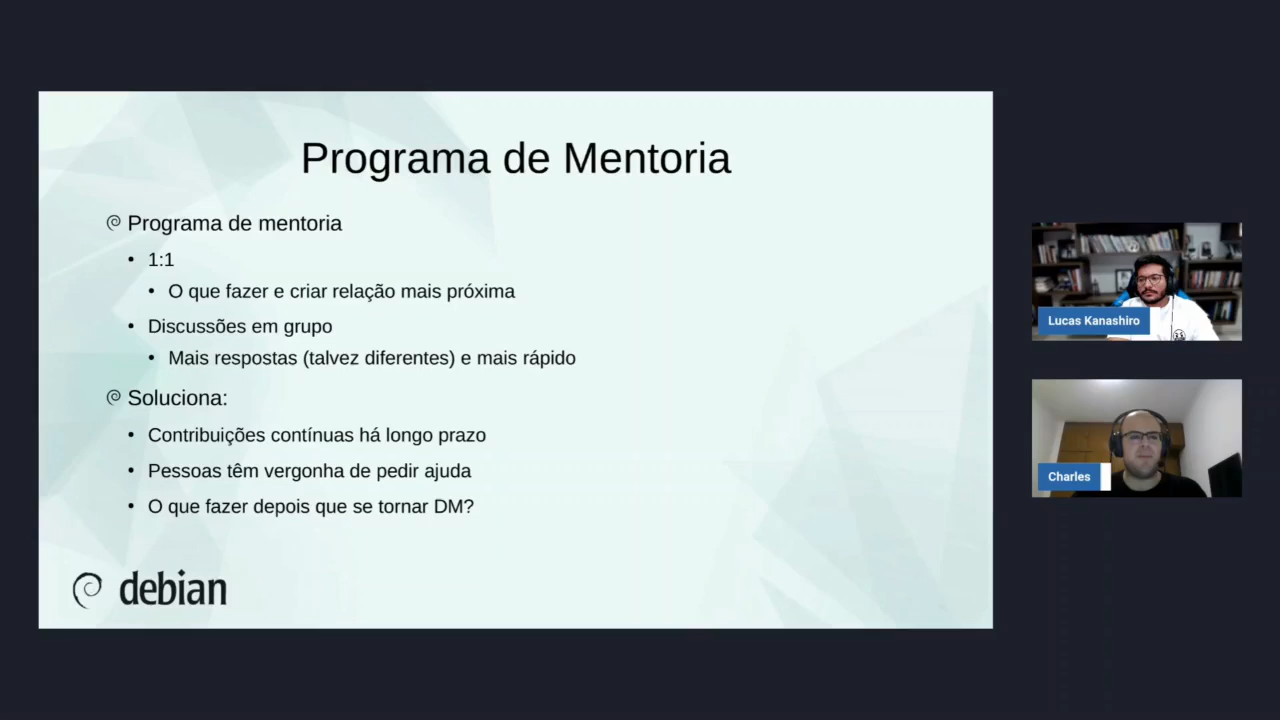 Programa de Mentoria
Programa de mentoria
• 1:1
• O que fazer e criar relação mais próxima
• Discussões em grupo
• Mais respostas (talvez diferentes) e mais rápido
Soluciona:
• Contribuições contínuas há longo prazo
• Pessoas têm vergonha de pedir ajuda
• O que fazer depois que se tornar DM?
debian
Lucas Kanashiro
Charles